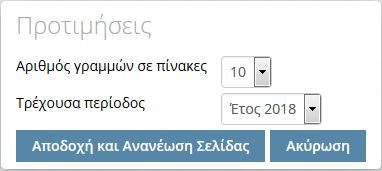 Προτιμήσεις
Αριθμός γραμμών σε πίνακες 10
Τρέχουσα περίοδος Έτος 2018
Αποδοχή και Ανανέωση Σελίδας Ακύρωση